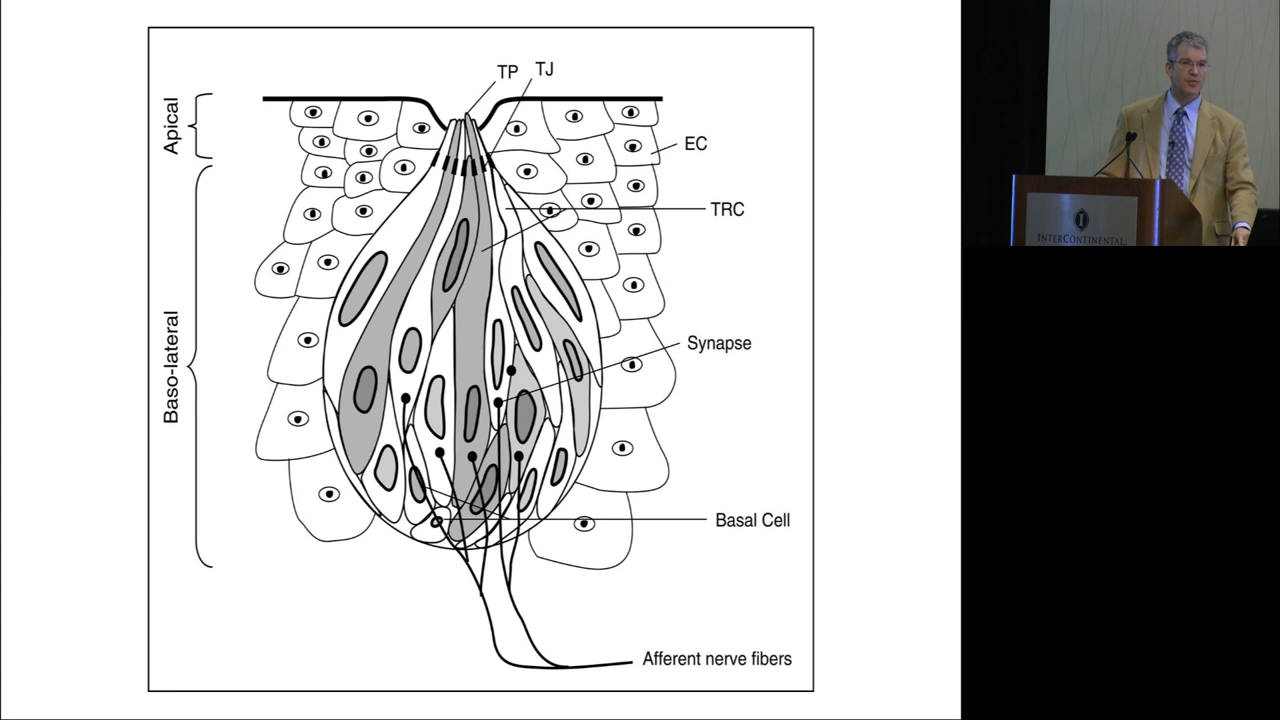 TP
TJ
Apical
EC
TRC
Baso-lateral
Synapse
Basal Cell
Afferent nerve fibers
I
INTERCONTINENTAL